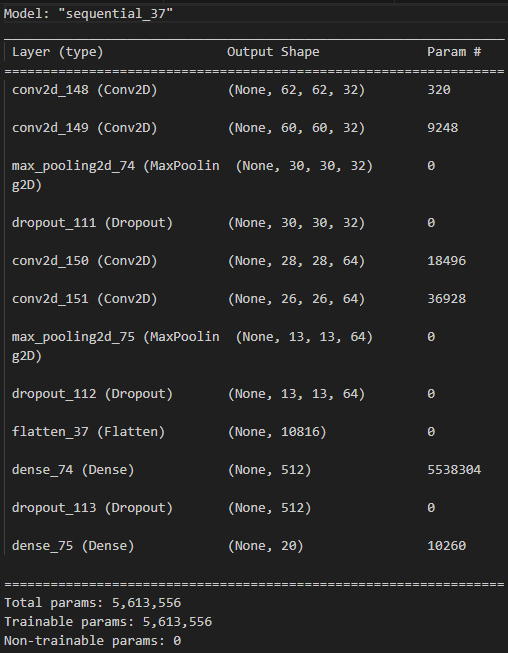 Model: "sequential_37"
_________________________________________________________________
Layer (type) Output Shape Param #
=================================================================
conv2d_148 (Conv2D) (None, 62, 62, 32) 320
conv2d_149 (Conv2D) (None, 60, 60, 32) 9248
max_pooling2d_74 (MaxPoolin (None, 30, 30, 32) 0
g2D)
dropout_111 (Dropout) (None, 30, 30, 32) 0
conv2d_150 (Conv2D) (None, 28, 28, 64) 18496
conv2d_151 (Conv2D) (None, 26, 26, 64) 36928
max_pooling2d_75 (MaxPoolin (None, 13, 13, 64) 0
g2D)
dropout_112 (Dropout) (None, 13, 13, 64) 0
flatten_37 (Flatten) (None, 10816) 0
dense_74 (Dense) (None, 512) 5538304
dropout_113 (Dropout) (None, 512) 0
dense_75 (Dense) (None, 20) 10260
=================================================================
Total params: 5,613,556
Trainable params: 5,613,556
Non-trainable params: 0